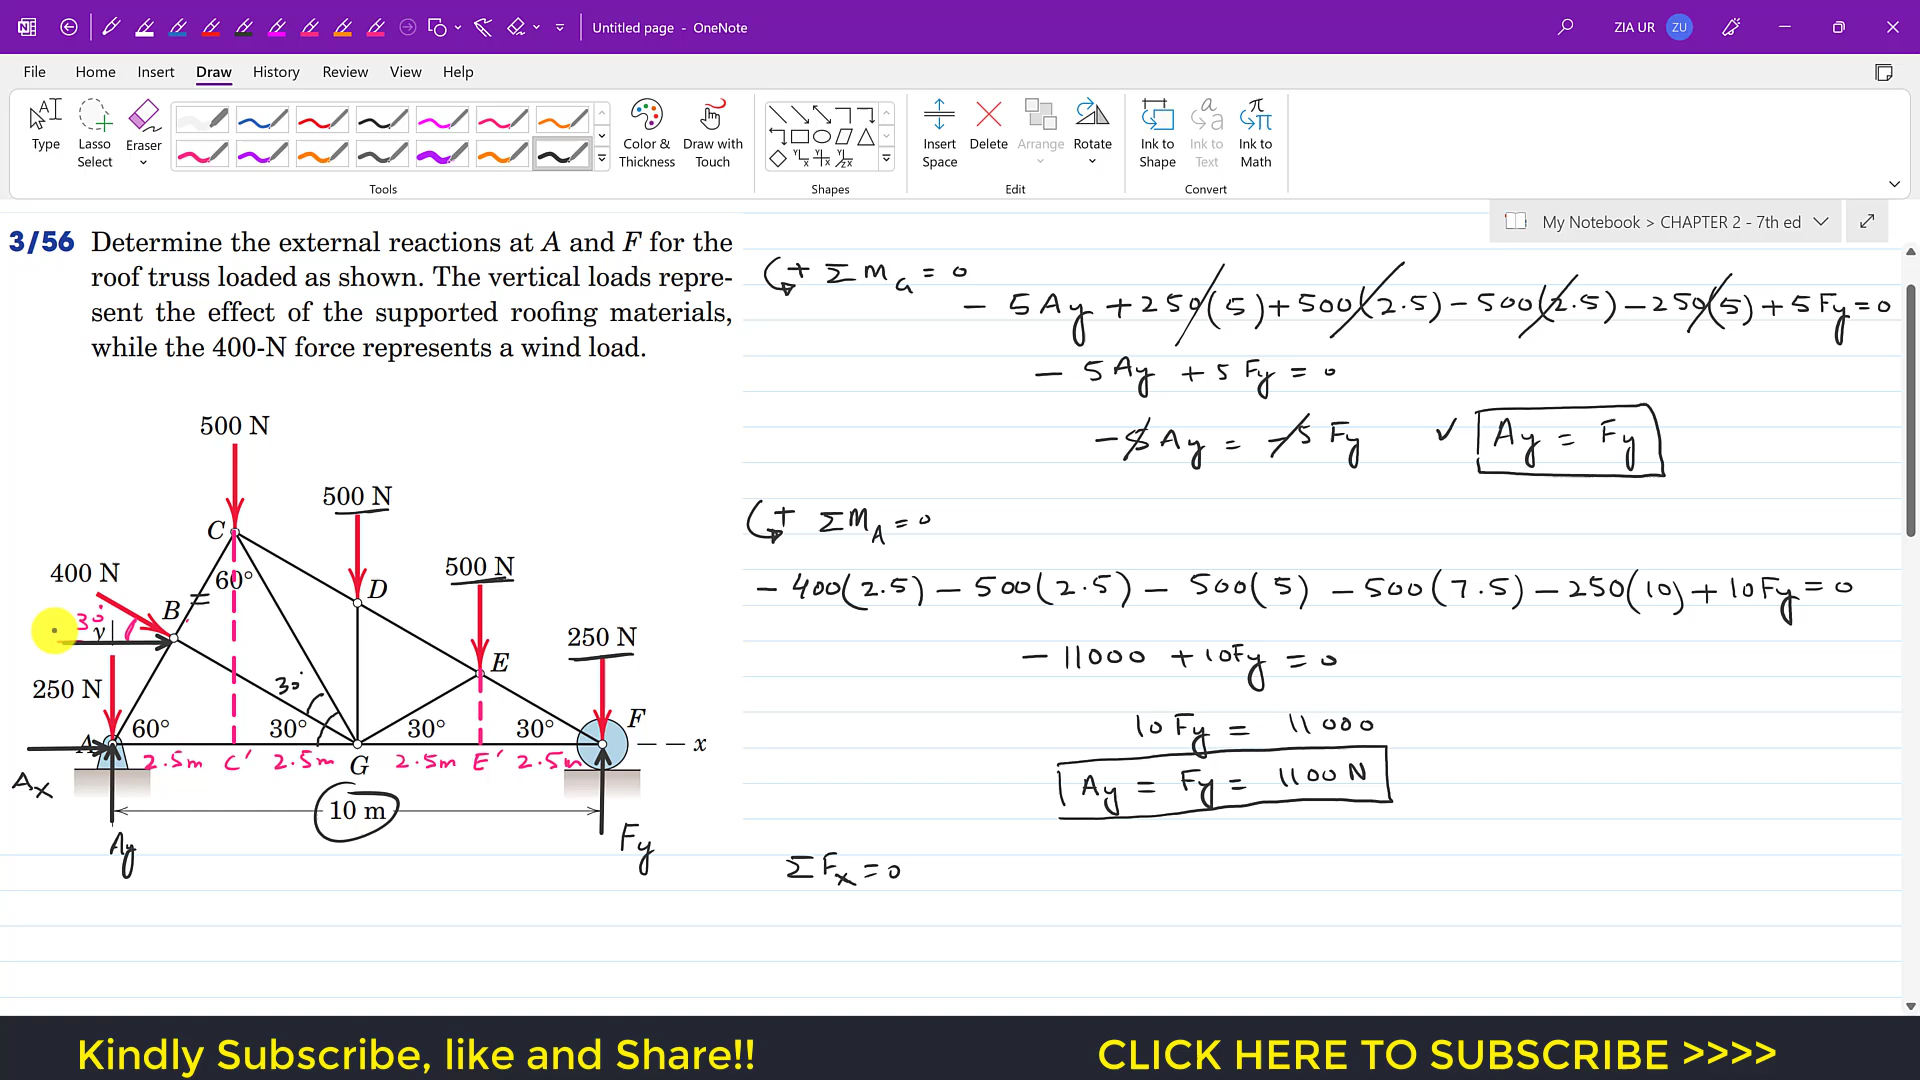 Untitled page - OneNote
ZIA UR ZU
File Home Insert Draw History Review View Help
Type
Lasso Select
Eraser
Color & Thickness
Draw with Touch
Insert Space
Delete
Arrange
Rotate
Ink to Shape
Ink to Text
Ink to Math
Tools Shapes Edit Convert
My Notebook > CHAPTER 2 - 7th ed
3/56 Determine the external reactions at A and F for the
roof truss loaded as shown. The vertical loads repre-
sent the effect of the supported roofing materials,
while the 400-N force represents a wind load.
500 N
500 N
C
400 N
60°
D
500 N
B
30°
y
250 N
E
250 N
30°
60° 30° 30° 30° F
A x
2.5m C' 2.5m G 2.5m E' 2.5m
Ax
10 m
Ay Fy
+ ΣMG = 0
- 5Ay + 250(5) + 500(2.5) - 500(2.5) - 250(5) + 5Fy = 0
- 5Ay + 5Fy = 0
- 5Ay = - 5 Fy ✓ Ay = Fy
+ ΣMA = 0
- 400(2.5) - 500(2.5) - 500(5) - 500(7.5) - 250(10) + 10Fy = 0
- 11000 + 10Fy = 0
10Fy = 11000
Ay = Fy = 1100 N
ΣFx = 0
Kindly Subscribe, like and Share!! CLICK HERE TO SUBSCRIBE >>>>